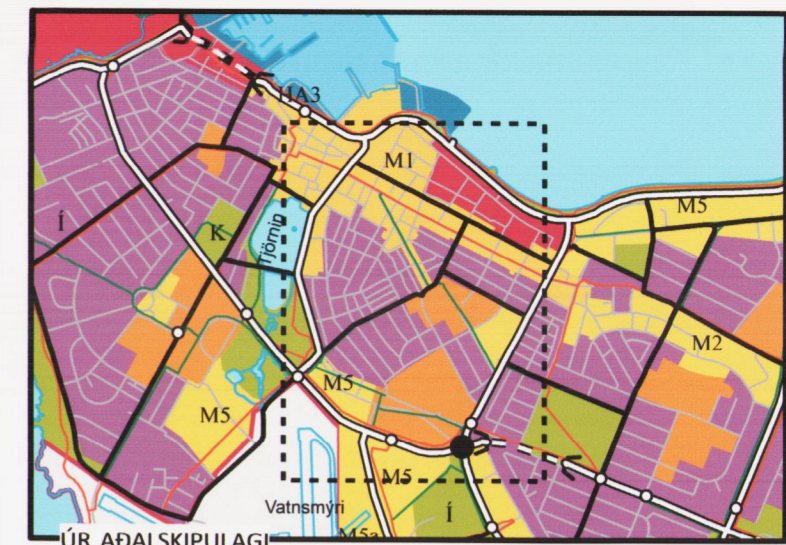 HA3
M1
Í
K
Tjörnin
M5
M2
M5
M5
M5
Vatnsmýri
Í
M5a
ÚR AÐALSKIPULAGI